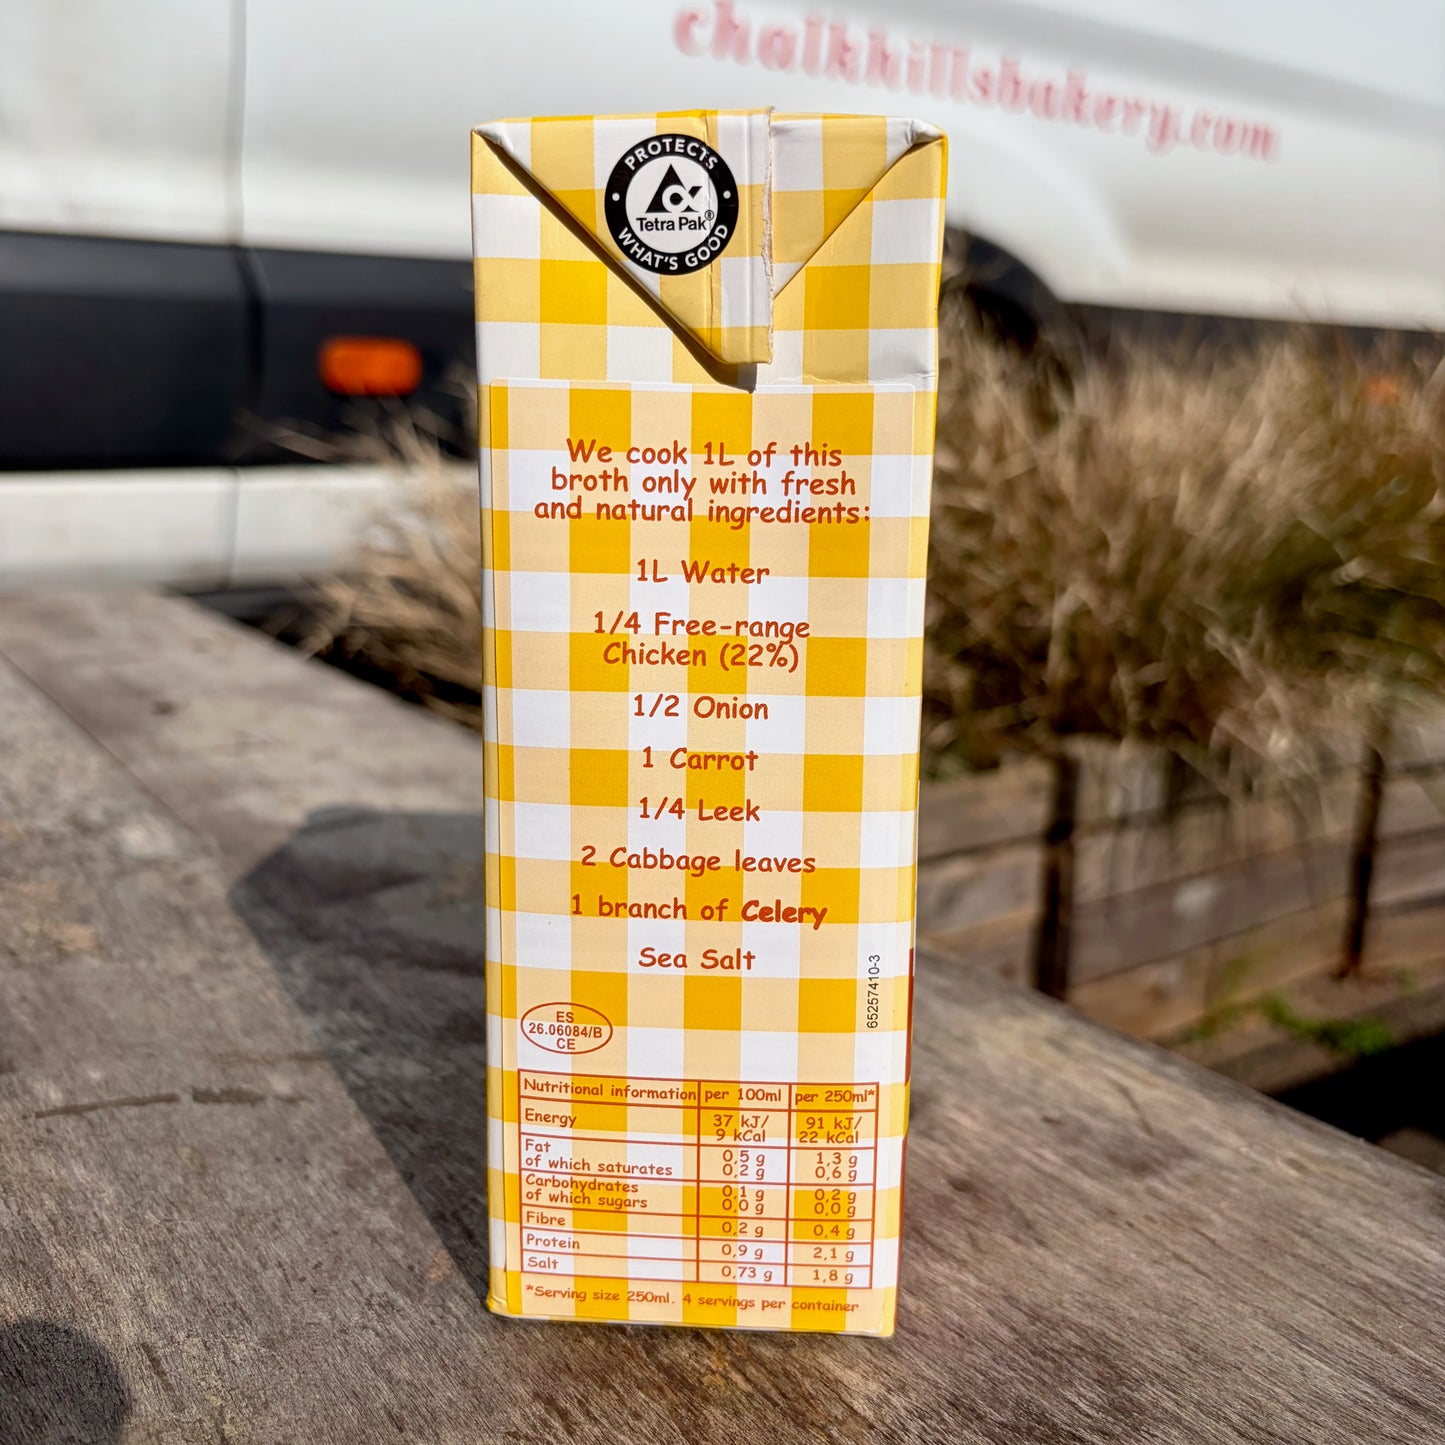 chalkhillsbakery.com
PROTECTS
Tetra Pak®
WHAT'S GOOD
We cook 1L of this
broth only with fresh
and natural ingredients:
1L Water
1/4 Free-range
Chicken (22%)
1/2 Onion
1 Carrot
1/4 Leek
2 Cabbage leaves
1 branch of Celery
Sea Salt
65257410-3
ES
26.06084/B
CE
Nutritional information per 100ml per 250ml*
Energy 37 kJ/ 91 kJ/
9 kCal 22 kCal
Fat 0,5 g 1,3 g
of which saturates 0,2 g 0,6 g
Carbohydrates 0,1 g 0,2 g
of which sugars 0,0 g 0,0 g
Fibre 0,2 g 0,4 g
Protein 0,9 g 2,1 g
Salt 0,73 g 1,8 g
*Serving size 250ml. 4 servings per container